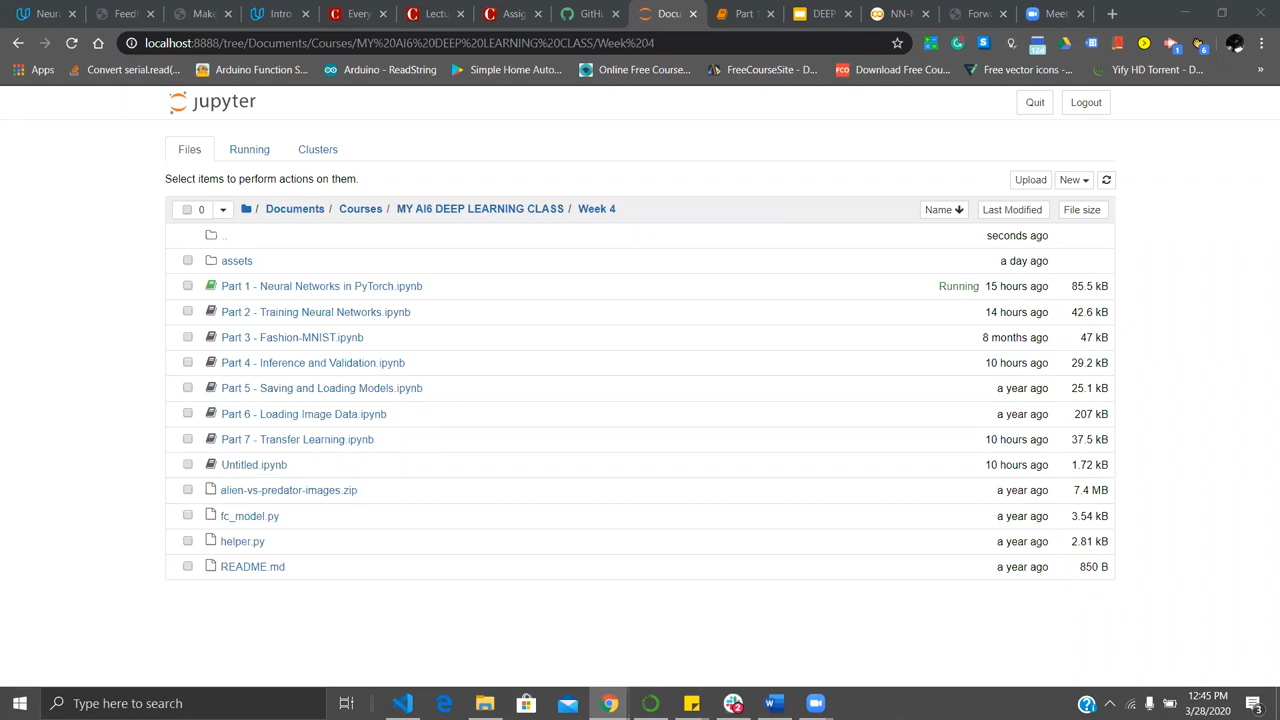 Neura
Feedf
Make
Intro
Every
Lectu
Assig
GitHu
Docu
Part 1
DEEP
NN-M
Forwa
Meet
localhost:8888/tree/Documents/Courses/MY%20AI6%20DEEP%20LEARNING%20CLASS/Week%204
Apps
Convert serial.read(...
Arduino Function S...
Arduino - ReadString
Simple Home Auto...
Online Free Course...
FreeCourseSite - D...
Download Free Cou...
Free vector icons -...
Yify HD Torrent - D...
»
jupyter
Quit
Logout
Files
Running
Clusters
Select items to perform actions on them.
Upload
New
0
/ Documents / Courses / MY AI6 DEEP LEARNING CLASS / Week 4
Name
Last Modified
File size
.. seconds ago
assets a day ago
Part 1 - Neural Networks in PyTorch.ipynb Running 15 hours ago 85.5 kB
Part 2 - Training Neural Networks.ipynb 14 hours ago 42.6 kB
Part 3 - Fashion-MNIST.ipynb 8 months ago 47 kB
Part 4 - Inference and Validation.ipynb 10 hours ago 29.2 kB
Part 5 - Saving and Loading Models.ipynb a year ago 25.1 kB
Part 6 - Loading Image Data.ipynb a year ago 207 kB
Part 7 - Transfer Learning.ipynb 10 hours ago 37.5 kB
Untitled.ipynb 10 hours ago 1.72 kB
alien-vs-predator-images.zip a year ago 7.4 MB
fc_model.py a year ago 3.54 kB
helper.py a year ago 2.81 kB
README.md a year ago 850 B
Type here to search
12:45 PM
3/28/2020